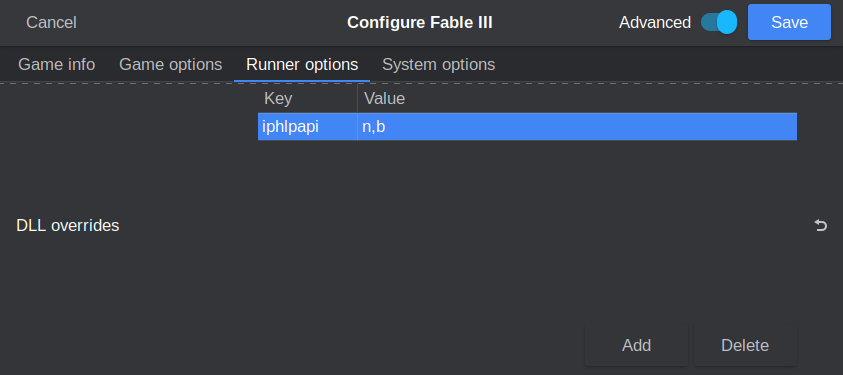 Cancel Configure Fable III Advanced Save
Game info Game options Runner options System options
Key Value
iphlpapi n,b
DLL overrides
Add Delete